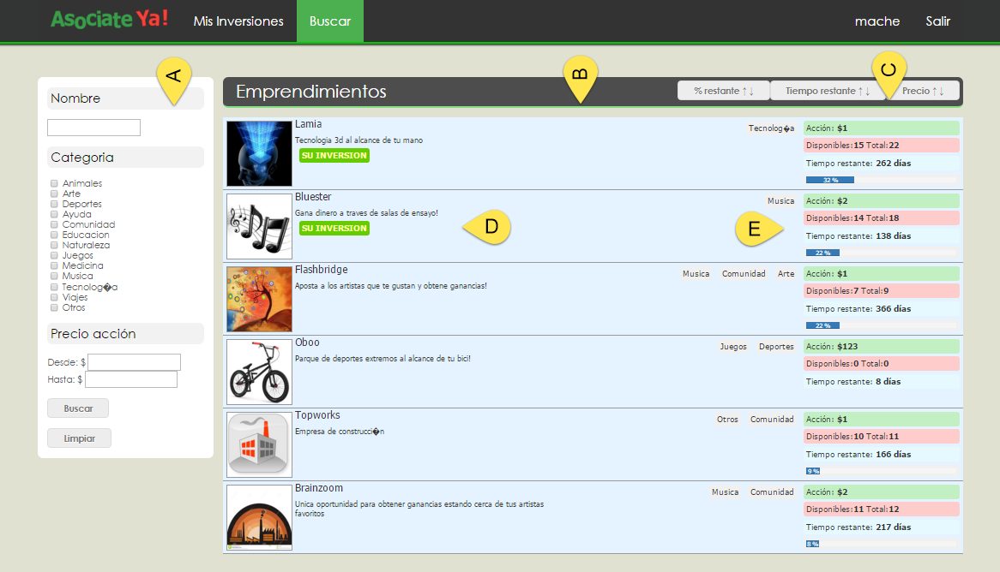 Asociate Ya!
Mis Inversiones
Buscar
mache
Salir
A
B
C
Nombre
Categoria
Animales
Arte
Deportes
Ayuda
Comunidad
Educacion
Naturaleza
Juegos
Medicina
Musica
Tecnolog�a
Viajes
Otros
Precio acción
Desde: $
Hasta: $
Buscar
Limpiar
Emprendimientos
% restante ↑↓
Tiempo restante ↑↓
Precio ↑↓
Lamia
Tecnologia 3d al alcance de tu mano
SU INVERSION
Tecnolog�a
Acción: $1
Disponibles:15 Total:22
Tiempo restante: 262 días
32 %
Bluester
Gana dinero a traves de salas de ensayo!
SU INVERSION
D
E
Musica
Acción: $2
Disponibles:14 Total:18
Tiempo restante: 138 días
22 %
Flashbridge
Aposta a los artistas que te gustan y obtene ganancias!
Musica Comunidad Arte
Acción: $1
Disponibles:7 Total:9
Tiempo restante: 366 días
22 %
Oboo
Parque de deportes extremos al alcance de tu bici!
Juegos Deportes
Acción: $123
Disponibles:0 Total:0
Tiempo restante: 8 días
Topworks
Empresa de construcci�n
Otros Comunidad
Acción: $1
Disponibles:10 Total:11
Tiempo restante: 166 días
9 %
Brainzoom
Unica oportunidad para obtener ganancias estando cerca de tus artistas
favoritos
Musica Comunidad
Acción: $2
Disponibles:11 Total:12
Tiempo restante: 217 días
8 %